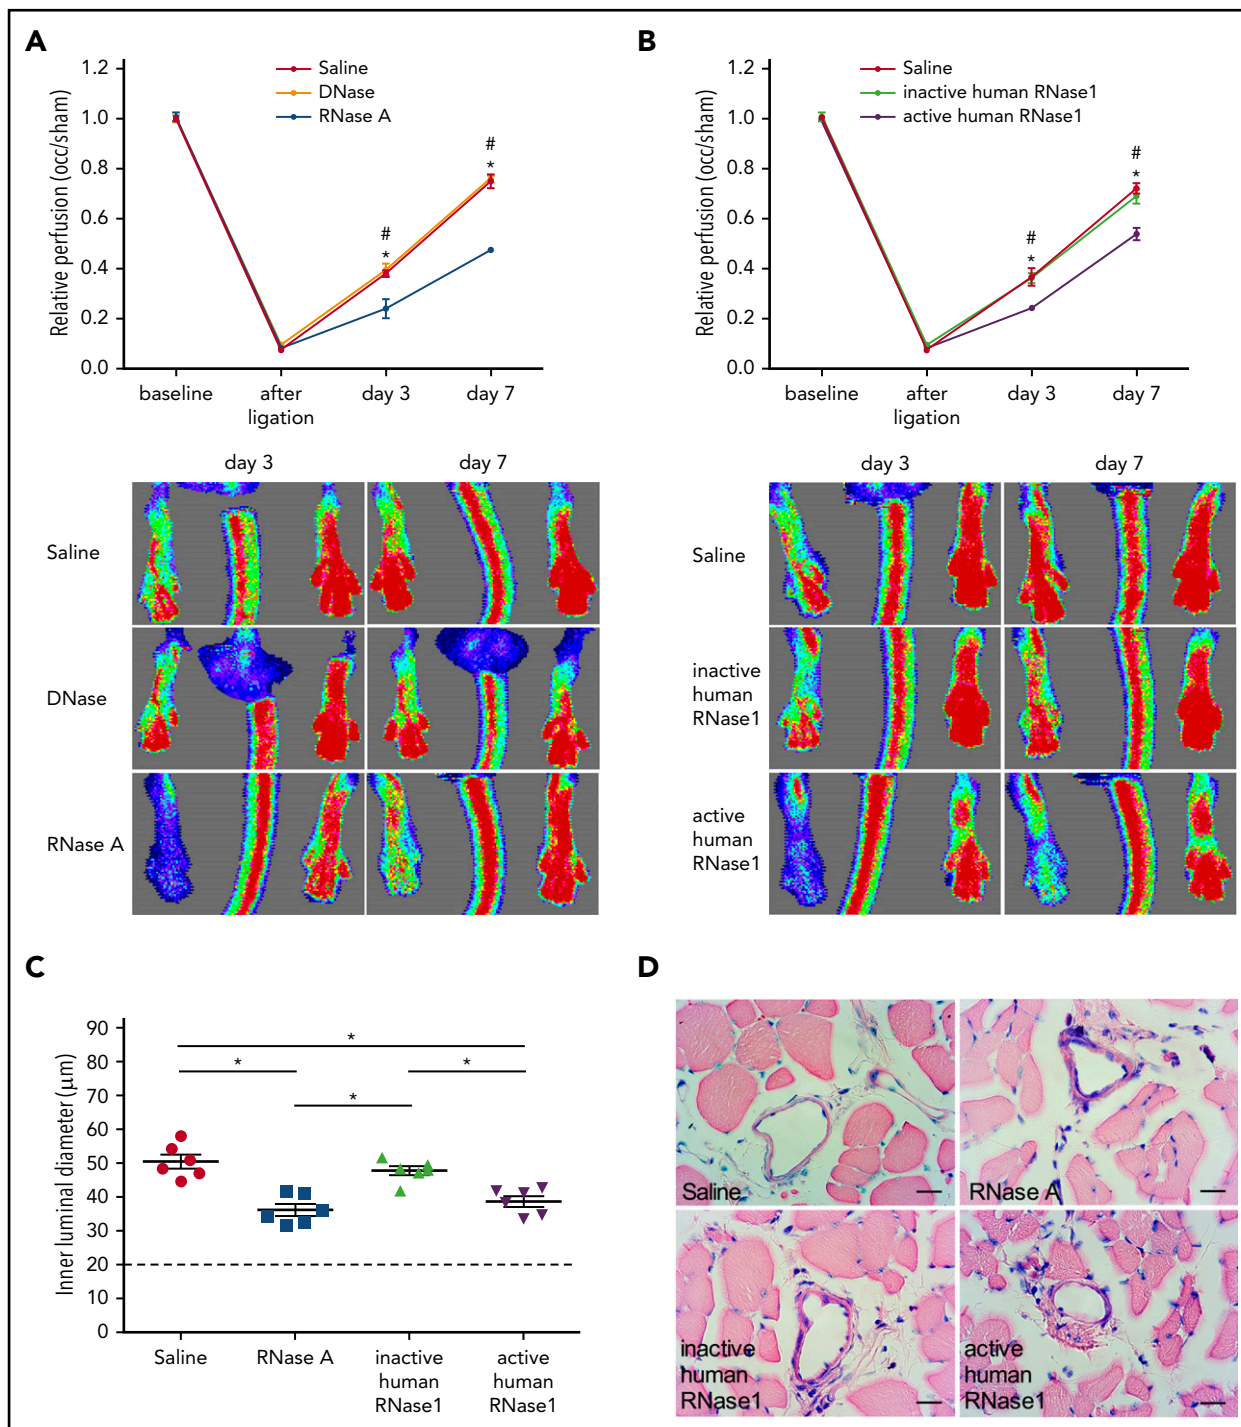 A
Relative perfusion (occ/sham)
1.2
1.0
0.8
0.6
0.4
0.2
0.0
Saline
DNase
RNase A
#
*
#
*
baseline
after
ligation
day 3
day 7
day 3
day 7
Saline
DNase
RNase A
B
Relative perfusion (occ/sham)
1.2
1.0
0.8
0.6
0.4
0.2
0.0
Saline
inactive human RNase1
active human RNase1
#
*
#
*
baseline
after
ligation
day 3
day 7
day 3
day 7
Saline
inactive
human
RNase1
active
human
RNase1
C
Inner luminal diameter (μm)
90
80
70
60
50
40
30
20
10
0
*
*
*
*
Saline
RNase A
inactive
human
RNase1
active
human
RNase1
D
Saline
RNase A
inactive
human
RNase1
active
human
RNase1